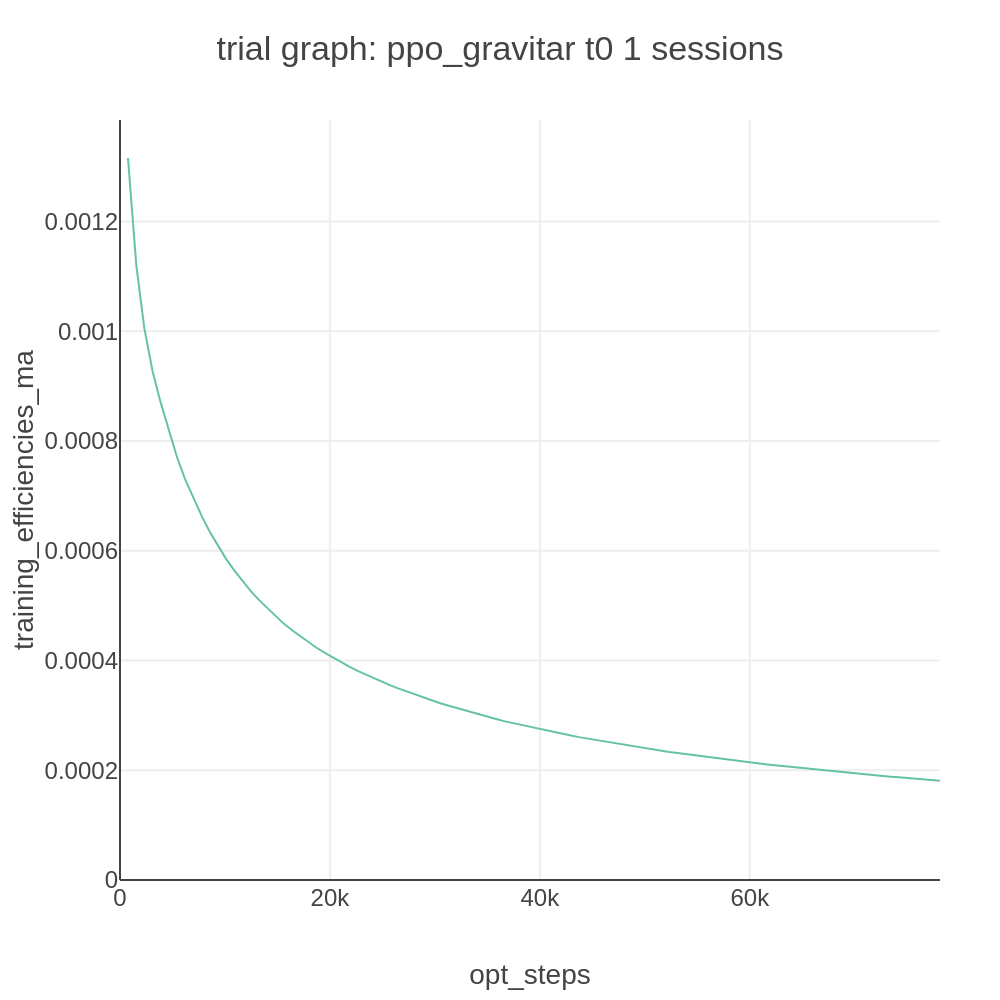 trial graph: ppo_gravitar t0 1 sessions
training_efficiencies_ma
0.0012
0.001
0.0008
0.0006
0.0004
0.0002
0
0
20k
40k
60k
opt_steps